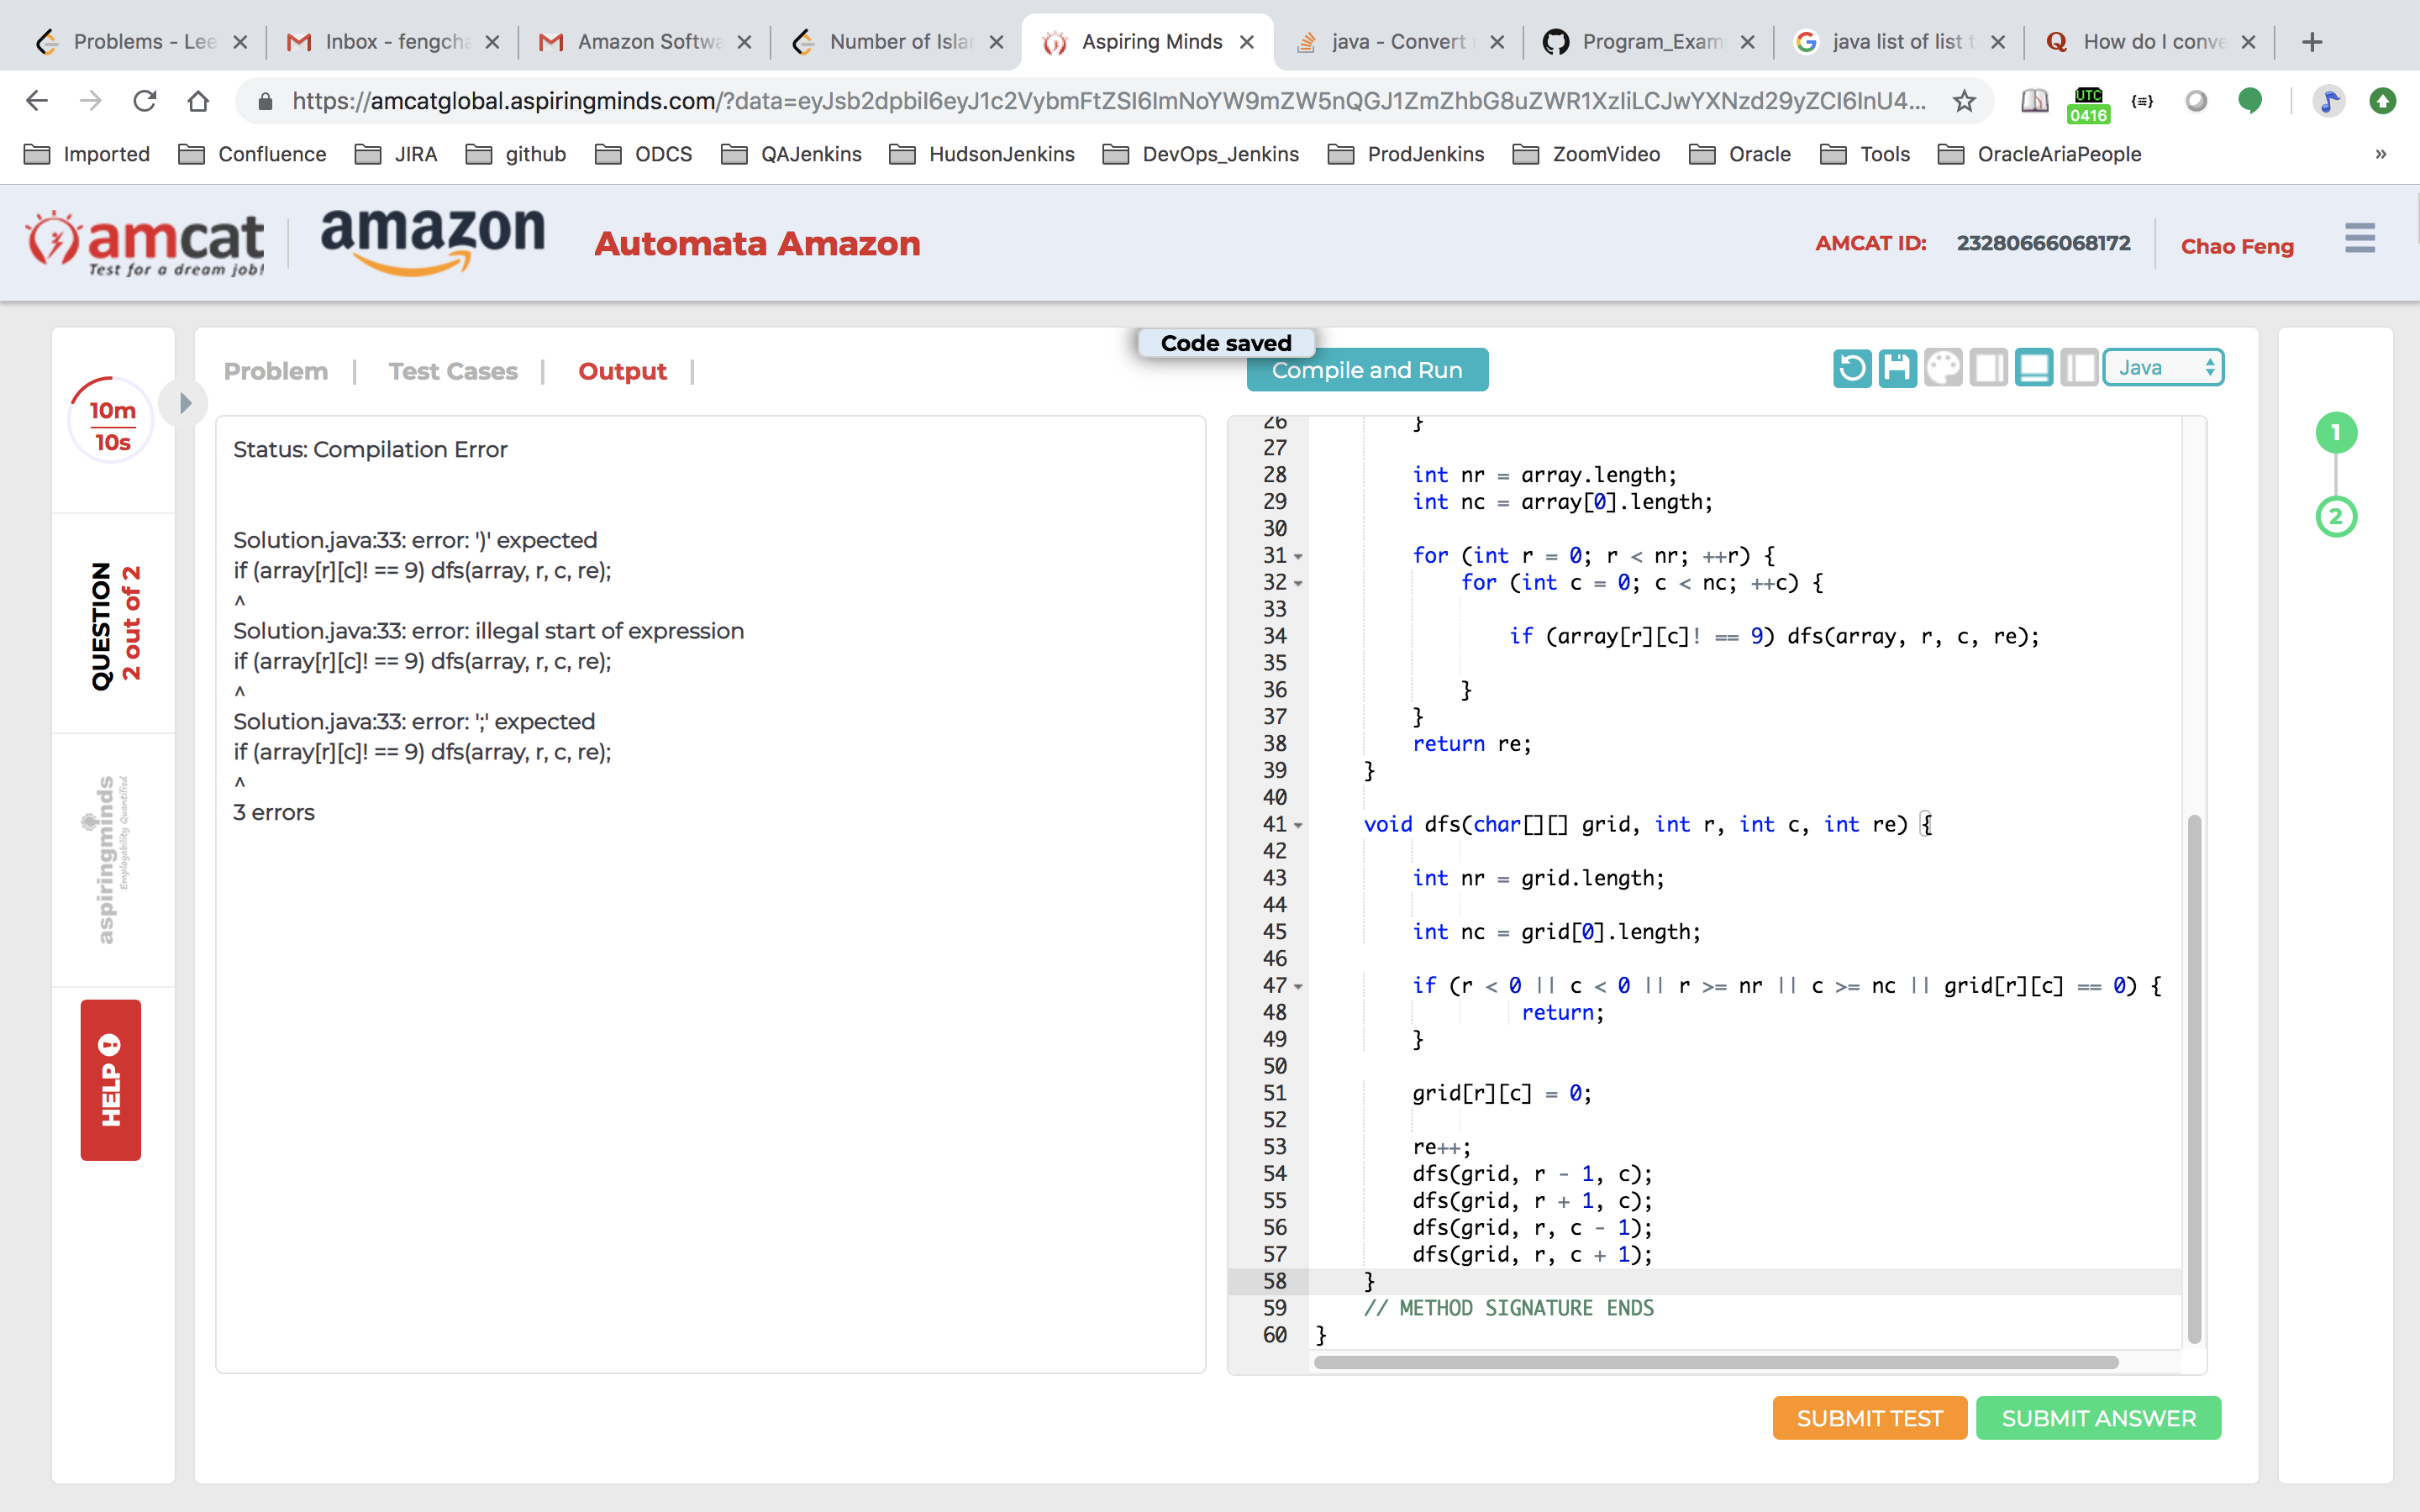 Problems - Lee
Inbox - fengcha
Amazon Softwa
Number of Islan
Aspiring Minds
java - Convert
Program_Exam
java list of list t
How do I conve
https://amcatglobal.aspiringminds.com/?data=eyJsb2dpbiI6eyJ1c2VybmFtZSI6ImNoYW9mZW5nQGJ1ZmZhbG8uZWR1XzIiLCJwYXNzd29yZCI6InU4...
UTC
0416
Imported
Confluence
JIRA
github
ODCS
QAJenkins
HudsonJenkins
DevOps_Jenkins
ProdJenkins
ZoomVideo
Oracle
Tools
OracleAriaPeople
»
amcat
Test for a dream job!
amazon
Automata Amazon
AMCAT ID: 23280666068172
Chao Feng
10m
10s
QUESTION
2 out of 2
aspiringminds
Employability Quantified
HELP
Problem | Test Cases | Output |
Code saved
Compile and Run
Java
Status: Compilation Error
Solution.java:33: error: ')' expected
if (array[r][c]! == 9) dfs(array, r, c, re);
^
Solution.java:33: error: illegal start of expression
if (array[r][c]! == 9) dfs(array, r, c, re);
^
Solution.java:33: error: ';' expected
if (array[r][c]! == 9) dfs(array, r, c, re);
^
3 errors
26 }
27
28 int nr = array.length;
29 int nc = array[0].length;
30
31 for (int r = 0; r < nr; ++r) {
32 for (int c = 0; c < nc; ++c) {
33
34 if (array[r][c]! == 9) dfs(array, r, c, re);
35
36 }
37 }
38 return re;
39 }
40
41 void dfs(char[][] grid, int r, int c, int re) {
42
43 int nr = grid.length;
44
45 int nc = grid[0].length;
46
47 if (r < 0 || c < 0 || r >= nr || c >= nc || grid[r][c] == 0) {
48 return;
49 }
50
51 grid[r][c] = 0;
52
53 re++;
54 dfs(grid, r - 1, c);
55 dfs(grid, r + 1, c);
56 dfs(grid, r, c - 1);
57 dfs(grid, r, c + 1);
58 }
59 // METHOD SIGNATURE ENDS
60 }
1
2
SUBMIT TEST
SUBMIT ANSWER